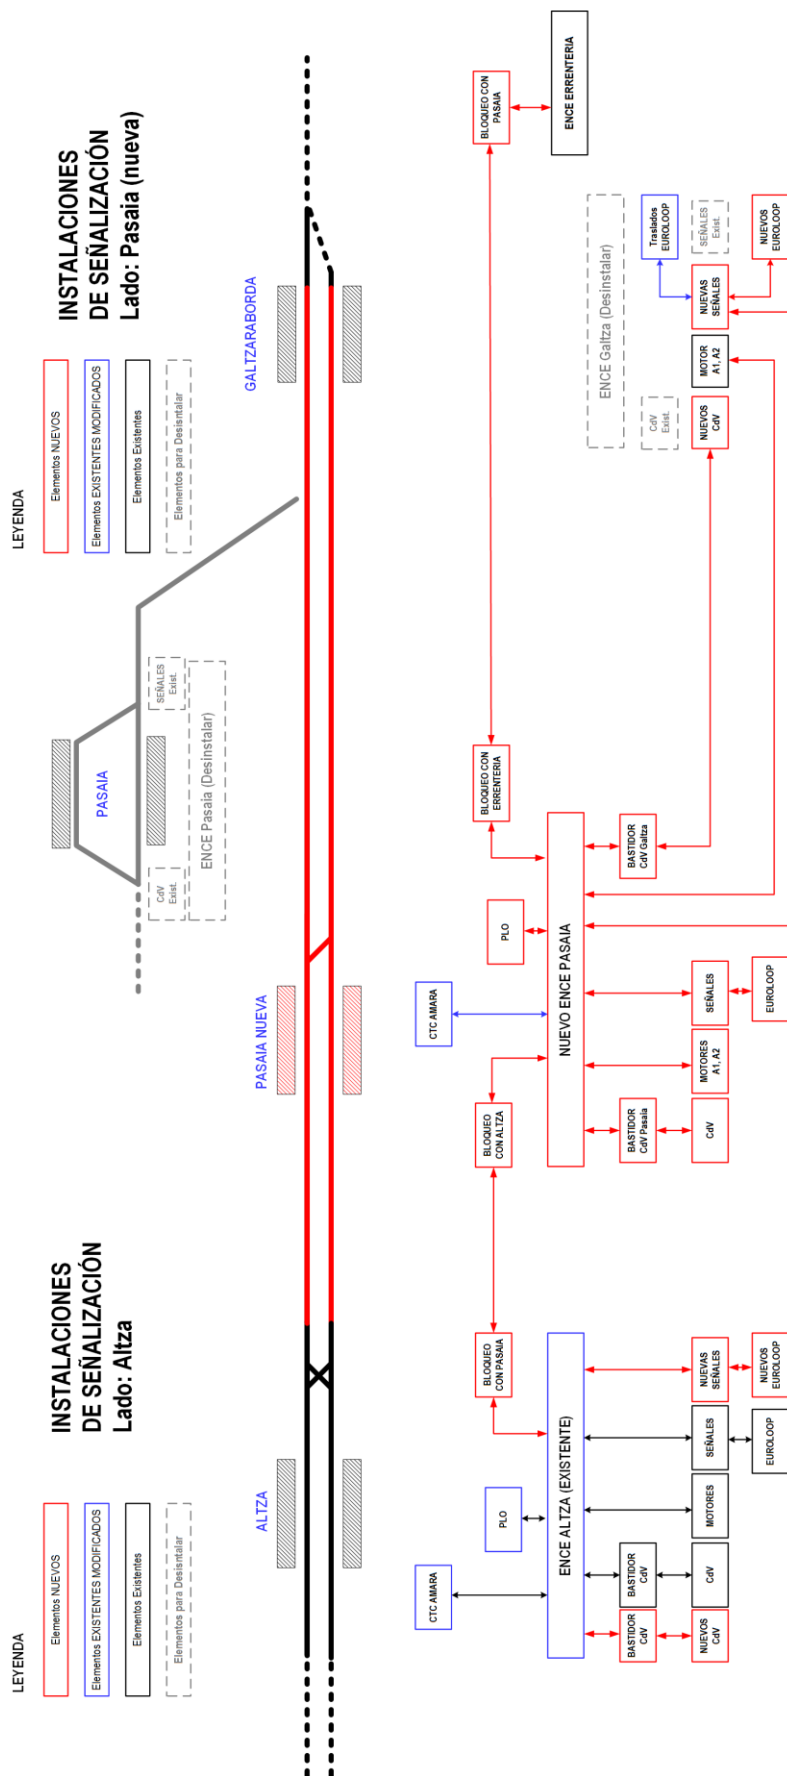 INSTALACIONES
DE SEÑALIZACIÓN
Lado: Altza
LEYENDA
Elementos NUEVOS
Elementos EXISTENTES MODIFICADOS
Elementos Existentes
Elementos para Desisntalar
INSTALACIONES
DE SEÑALIZACIÓN
Lado: Pasaia (nueva)
LEYENDA
Elementos NUEVOS
Elementos EXISTENTES MODIFICADOS
Elementos Existentes
Elementos para Desisntalar
PASAIA
CdV
Exist.
SEÑALES
Exist.
ENCE Pasaia (Desinstalar)
ALTZA
PASAIA NUEVA
GALTZARABORDA
CTC AMARA
PLO
BLOQUEO
CON PASAIA
ENCE ALTZA (EXISTENTE)
BASTIDOR
CdV
BASTIDOR
CdV
NUEVOS
CdV
CdV
MOTORES
SEÑALES
EUROLOOP
NUEVAS
SEÑALES
NUEVOS
EUROLOOP
BLOQUEO
CON ALTZA
CTC AMARA
PLO
BLOQUEO CON
ERRENTERIA
NUEVO ENCE PASAIA
BASTIDOR
CdV Pasaia
CdV
MOTORES
A1, A2
SEÑALES
EUROLOOP
BASTIDOR
CdV Galtza
BLOQUEO CON
PASAIA
ENCE ERRENTERIA
ENCE Galtza (Desinstalar)
CdV
Exist.
NUEVOS
CdV
MOTOR
A1, A2
NUEVAS
SEÑALES
SEÑALES
Exist.
Traslados
EUROLOOP
NUEVOS
EUROLOOP